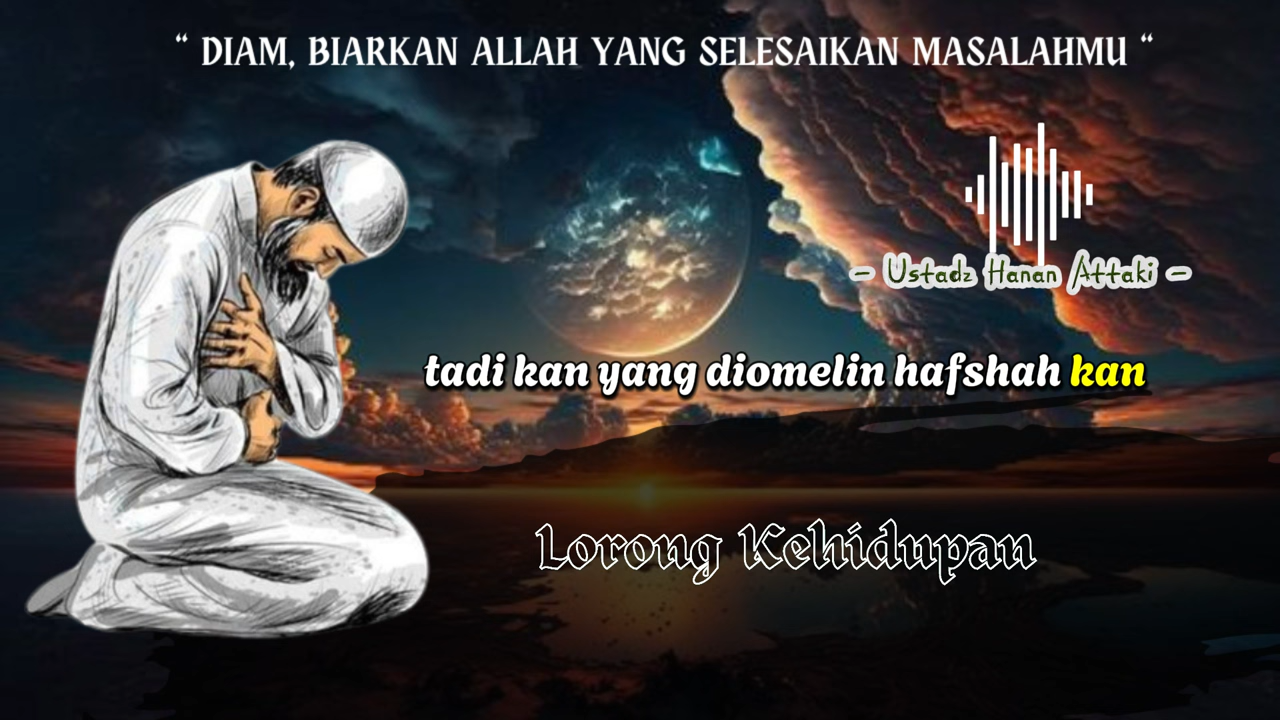 “ DIAM, BIARKAN ALLAH YANG SELESAIKAN MASALAHMU “
- Ustadz Hanan Attaki -
tadi kan yang diomelin hafshah kan
Lorong Kehidupan